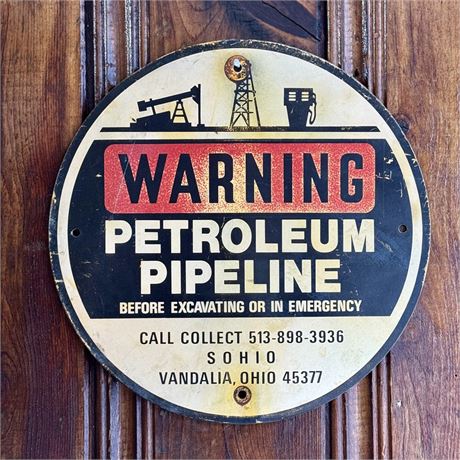 WARNING
PETROLEUM
PIPELINE
BEFORE EXCAVATING OR IN EMERGENCY
CALL COLLECT 513-898-3936
SOHIO
VANDALIA, OHIO 45377